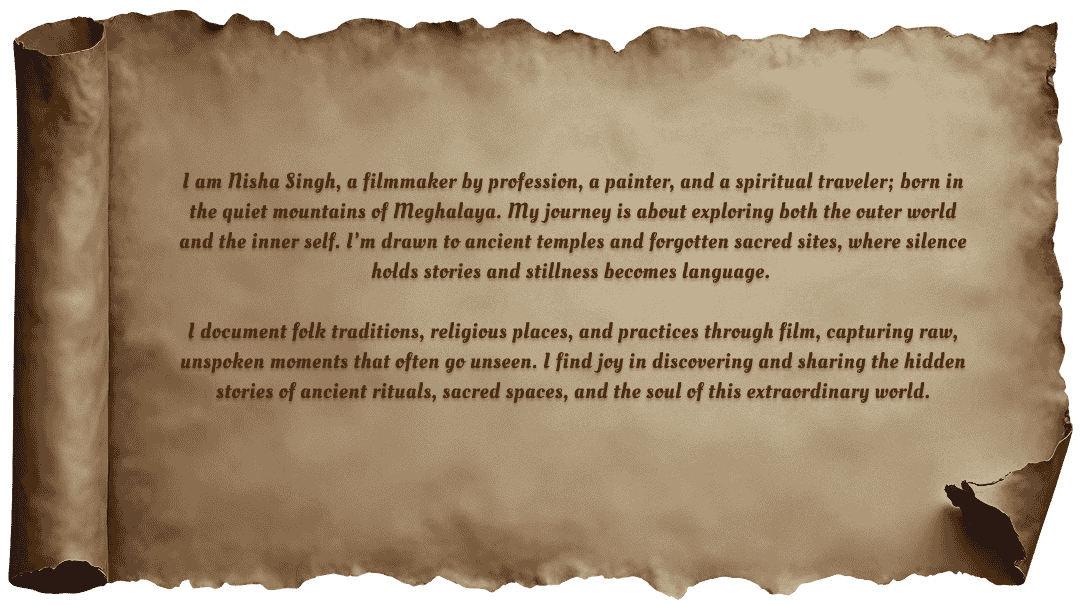 I am Nisha Singh, a filmmaker by profession, a painter, and a spiritual traveler; born in
the quiet mountains of Meghalaya. My journey is about exploring both the outer world
and the inner self. I'm drawn to ancient temples and forgotten sacred sites, where silence
holds stories and stillness becomes language.
I document folk traditions, religious places, and practices through film, capturing raw,
unspoken moments that often go unseen. I find joy in discovering and sharing the hidden
stories of ancient rituals, sacred spaces, and the soul of this extraordinary world.